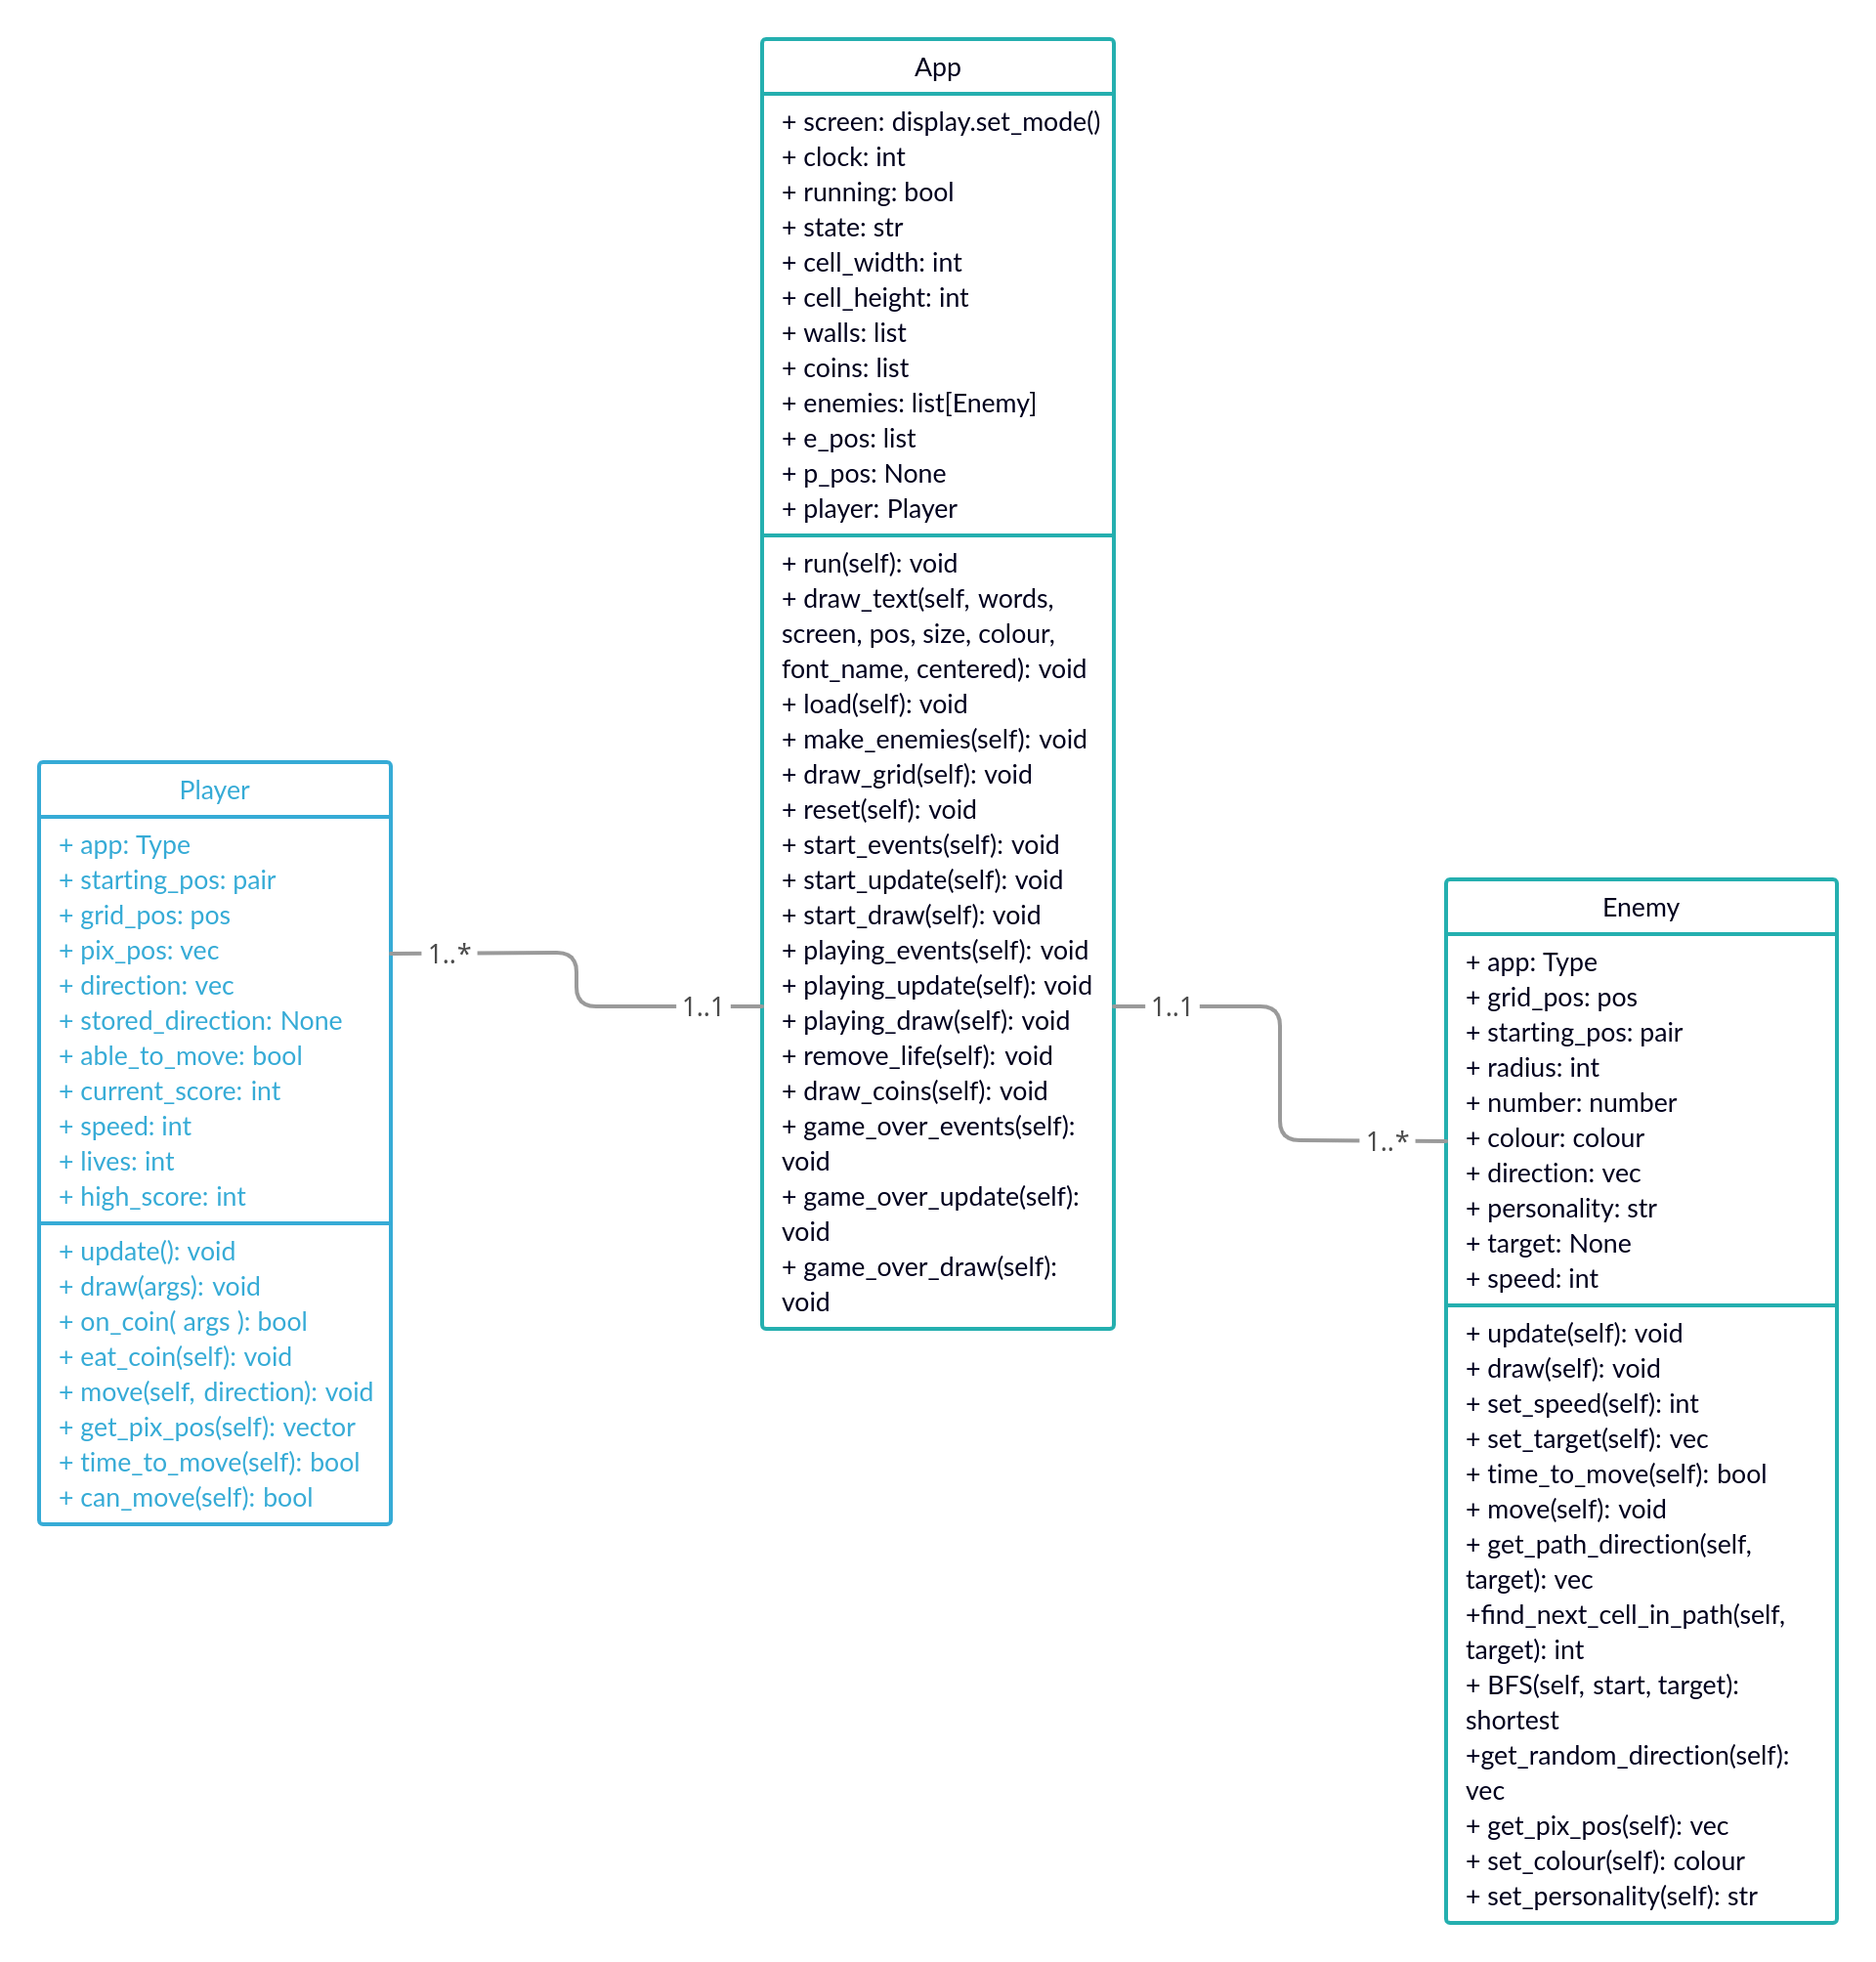 App
+ screen: display.set_mode()
+ clock: int
+ running: bool
+ state: str
+ cell_width: int
+ cell_height: int
+ walls: list
+ coins: list
+ enemies: list[Enemy]
+ e_pos: list
+ p_pos: None
+ player: Player
+ run(self): void
+ draw_text(self, words,
screen, pos, size, colour,
font_name, centered): void
+ load(self): void
+ make_enemies(self): void
+ draw_grid(self): void
+ reset(self): void
+ start_events(self): void
+ start_update(self): void
+ start_draw(self): void
+ playing_events(self): void
+ playing_update(self): void
+ playing_draw(self): void
+ remove_life(self): void
+ draw_coins(self): void
+ game_over_events(self):
void
+ game_over_update(self):
void
+ game_over_draw(self):
void
Player
+ app: Type
+ starting_pos: pair
+ grid_pos: pos
+ pix_pos: vec
+ direction: vec
+ stored_direction: None
+ able_to_move: bool
+ current_score: int
+ speed: int
+ lives: int
+ high_score: int
+ update(): void
+ draw(args): void
+ on_coin( args ): bool
+ eat_coin(self): void
+ move(self, direction): void
+ get_pix_pos(self): vector
+ time_to_move(self): bool
+ can_move(self): bool
1..*
1..1
1..1
1..*
Enemy
+ app: Type
+ grid_pos: pos
+ starting_pos: pair
+ radius: int
+ number: number
+ colour: colour
+ direction: vec
+ personality: str
+ target: None
+ speed: int
+ update(self): void
+ draw(self): void
+ set_speed(self): int
+ set_target(self): vec
+ time_to_move(self): bool
+ move(self): void
+ get_path_direction(self,
target): vec
+find_next_cell_in_path(self,
target): int
+ BFS(self, start, target):
shortest
+get_random_direction(self):
vec
+ get_pix_pos(self): vec
+ set_colour(self): colour
+ set_personality(self): str